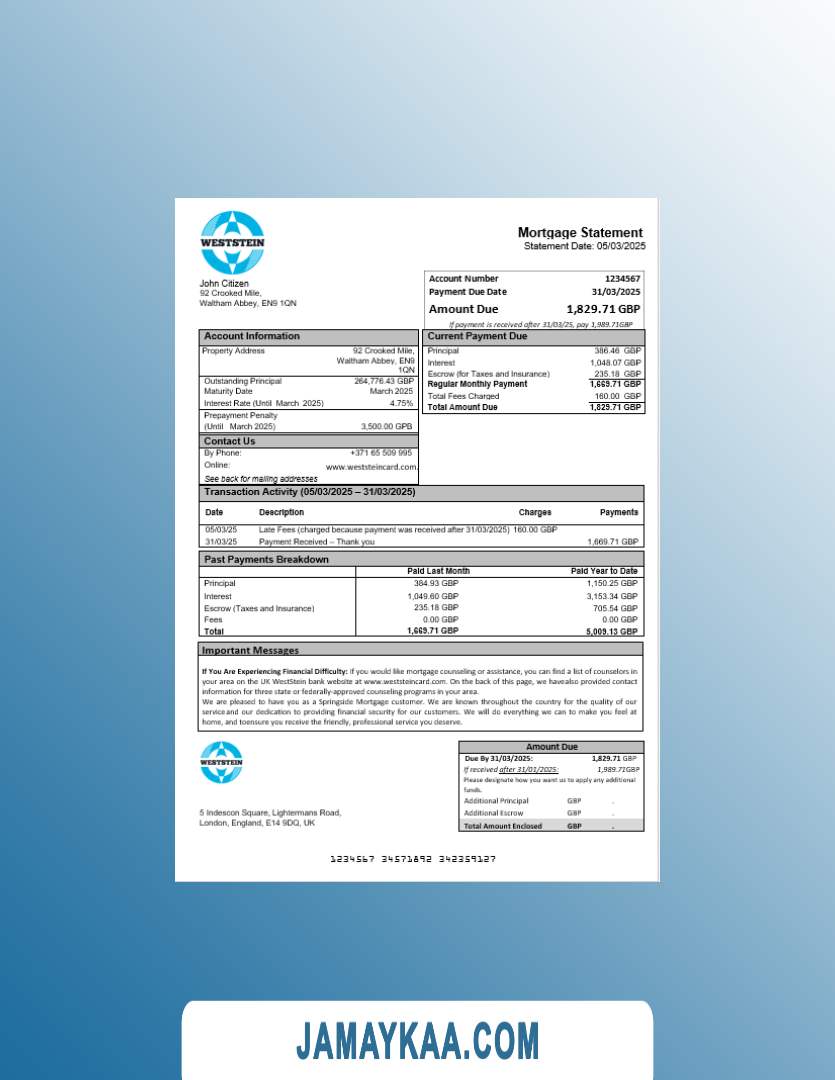 WESTSTEIN
Mortgage Statement
Statement Date: 05/03/2025
John Citizen
92 Crooked Mile,
Waltham Abbey, EN9 1QN
Account Number 1234567
Payment Due Date 31/03/2025
Amount Due 1,829.71 GBP
If payment is received after 31/03/25, pay 1,989.71GBP
Account Information
Property Address 92 Crooked Mile,
Waltham Abbey, EN9
1QN
Outstanding Principal 264,776.43 GBP
Maturity Date March 2025
Interest Rate (Until March 2025) 4.75%
Prepayment Penalty
(Until March 2025) 3,500.00 GPB
Current Payment Due
Principal 386.46 GBP
Interest 1,048.07 GBP
Escrow (for Taxes and Insurance) 235.18 GBP
Regular Monthly Payment 1,669.71 GBP
Total Fees Charged 160.00 GBP
Total Amount Due 1,829.71 GBP
Contact Us
By Phone: +371 65 509 995
Online: www.weststeincard.com.
See back for mailing addresses
Transaction Activity (05/03/2025 – 31/03/2025)
Date Description Charges Payments
05/03/25 Late Fees (charged because payment was received after 31/03/2025) 160.00 GBP
31/03/25 Payment Received – Thank you 1,669.71 GBP
Past Payments Breakdown
Paid Last Month Paid Year to Date
Principal 384.93 GBP 1,150.25 GBP
Interest 1,049.60 GBP 3,153.34 GBP
Escrow (Taxes and Insurance) 235.18 GBP 705.54 GBP
Fees 0.00 GBP 0.00 GBP
Total 1,669.71 GBP 5,009.13 GBP
Important Messages
If You Are Experiencing Financial Difficulty: If you would like mortgage counseling or assistance, you can find a list of counselors in
your area on the UK WestStein bank website at www.weststeincard.com. On the back of this page, we havealso provided contact
information for three state or federally-approved counseling programs in your area.
We are pleased to have you as a Springside Mortgage customer. We are known throughout the country for the quality of our
serviceand our dedication to providing financial security for our customers. We will do everything we can to make you feel at
home, and toensure you receive the friendly, professional service you deserve.
WESTSTEIN
5 Indescon Square, Lightermans Road,
London, England, E14 9DQ, UK
Amount Due
Due By 31/03/2025: 1,829.71 GBP
If received after 31/01/2025: 1,989.71GBP
Please designate how you want us to apply any additional
funds.
Additional Principal GBP .
Additional Escrow GBP .
Total Amount Enclosed GBP .
1234567 34571892 342359127
JAMAYKAA.COM